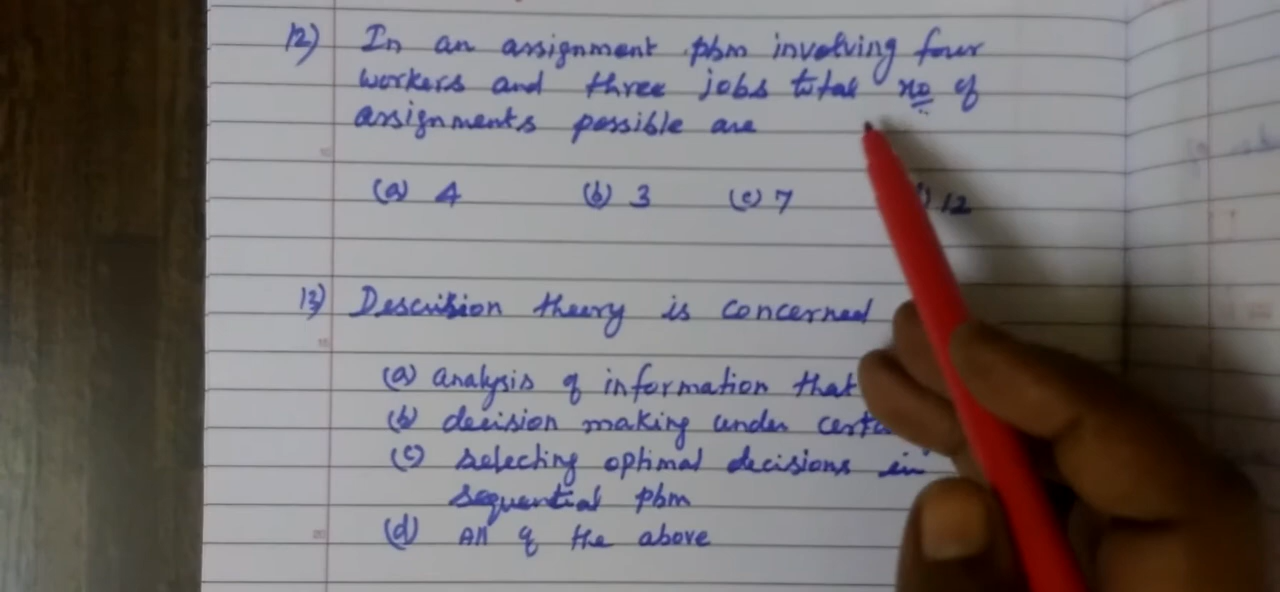 12) In an assignment pbm involving four
workers and three jobs total no of
assignments possible are
(a) 4 (b) 3 (c) 7 ) 12
13) Descision theery is concerned
(a) analysis of information that
(b) decision making under
(c) selecting optimal decisions in
sequential pbm
(d) All of the above